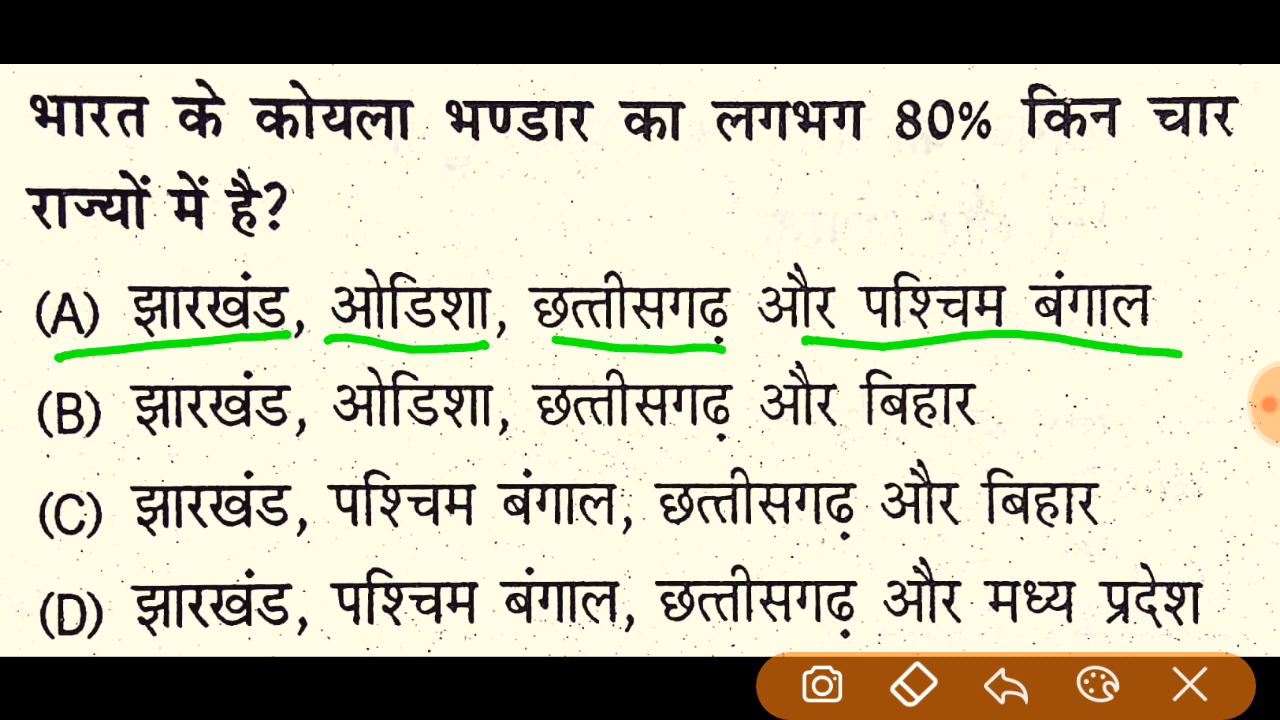 भारत के कोयला भण्डार का लगभग 80% किन चार
राज्यों में है?
(A) झारखंड, ओडिशा, छत्तीसगढ़ और पश्चिम बंगाल
(B) झारखंड, ओडिशा, छत्तीसगढ़ और बिहार
(C) झारखंड, पश्चिम बंगाल, छत्तीसगढ़ और बिहार
(D) झारखंड, पश्चिम बंगाल, छत्तीसगढ़ और मध्य प्रदेश